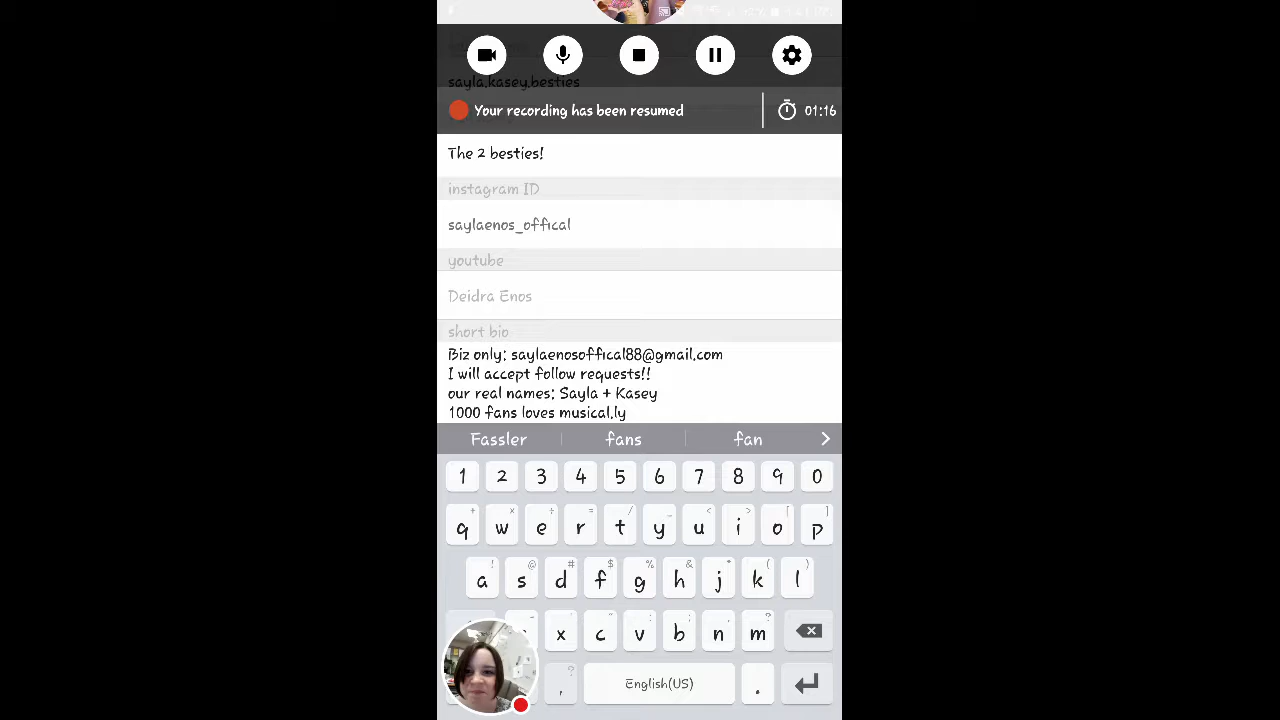 sayla.kasey.besties
Your recording has been resumed
01:16
The 2 besties!
instagram ID
saylaenos_offical
youtube
Deidra Enos
short bio
Biz only: saylaenosoffical88@gmail.com
I will accept follow requests!!
our real names: Sayla + Kasey
1000 fans loves musical.ly
Fassler fans fan
1 2 3 4 5 6 7 8 9 0
q w e r t y u i o p
a s d f g h j k l
x c v b n m
, English(US) .